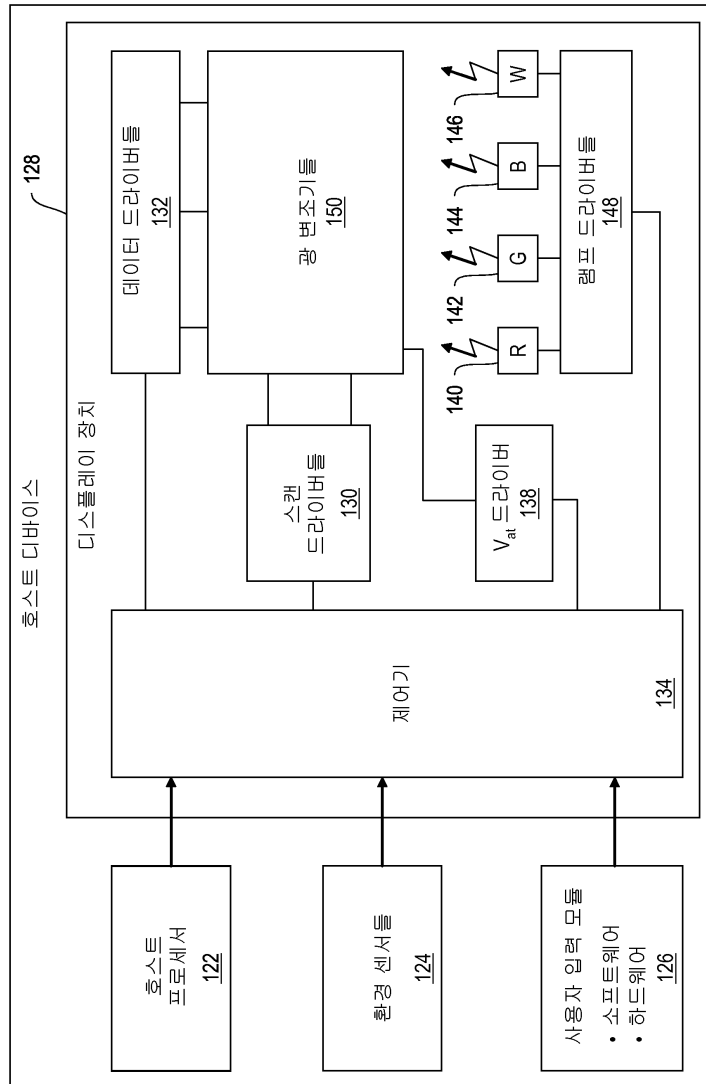 호스트 디바이스
128
디스플레이 장치
호스트
프로세서
122
환경 센서들
124
사용자 입력 모듈
• 소프트웨어
• 하드웨어
126
제어기
134
데이터 드라이버들
132
스캔
드라이버들
130
광 변조기들
150
Vat 드라이버
138
140
R
142
G
144
B
146
W
램프 드라이버들
148